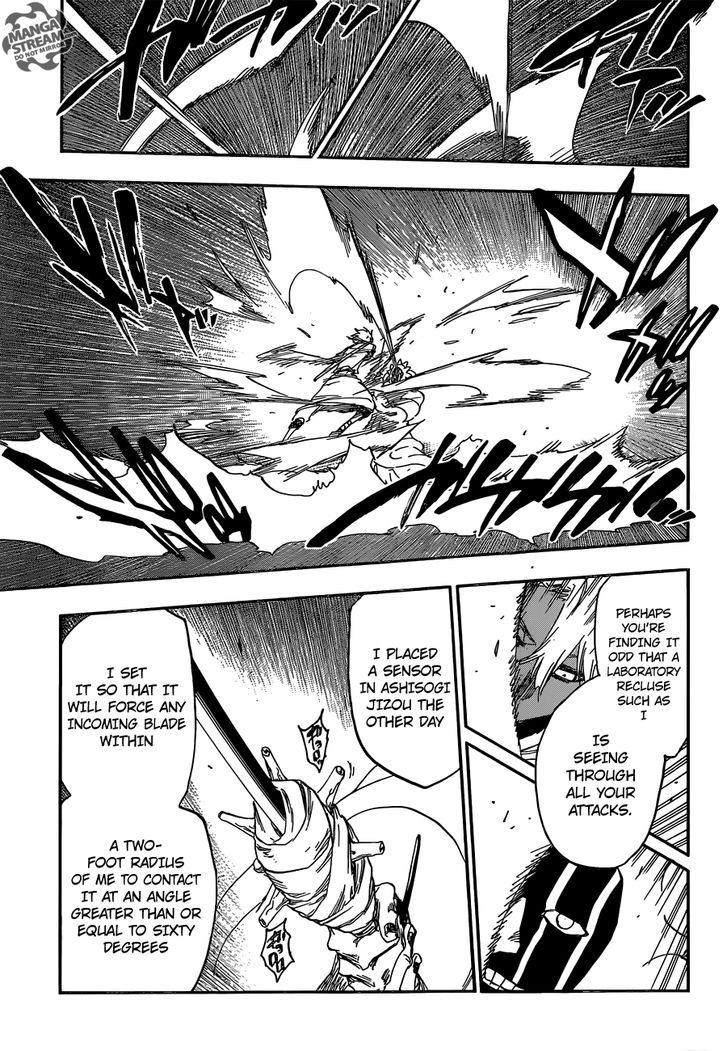 MANGA
STREAM
DO NOT MIRROR
PERHAPS
YOU'RE
FINDING IT
ODD THAT A
LABORATORY
RECLUSE
SUCH AS
I
IS
SEEING
THROUGH
ALL YOUR
ATTACKS.
I PLACED
A SENSOR
IN ASHISOGI
JIZOU THE
OTHER DAY
I SET
IT SO THAT IT
WILL FORCE ANY
INCOMING BLADE
WITHIN
A TWO-
FOOT RADIUS
OF ME TO CONTACT
IT AT AN ANGLE
GREATER THAN OR
EQUAL TO SIXTY
DEGREES